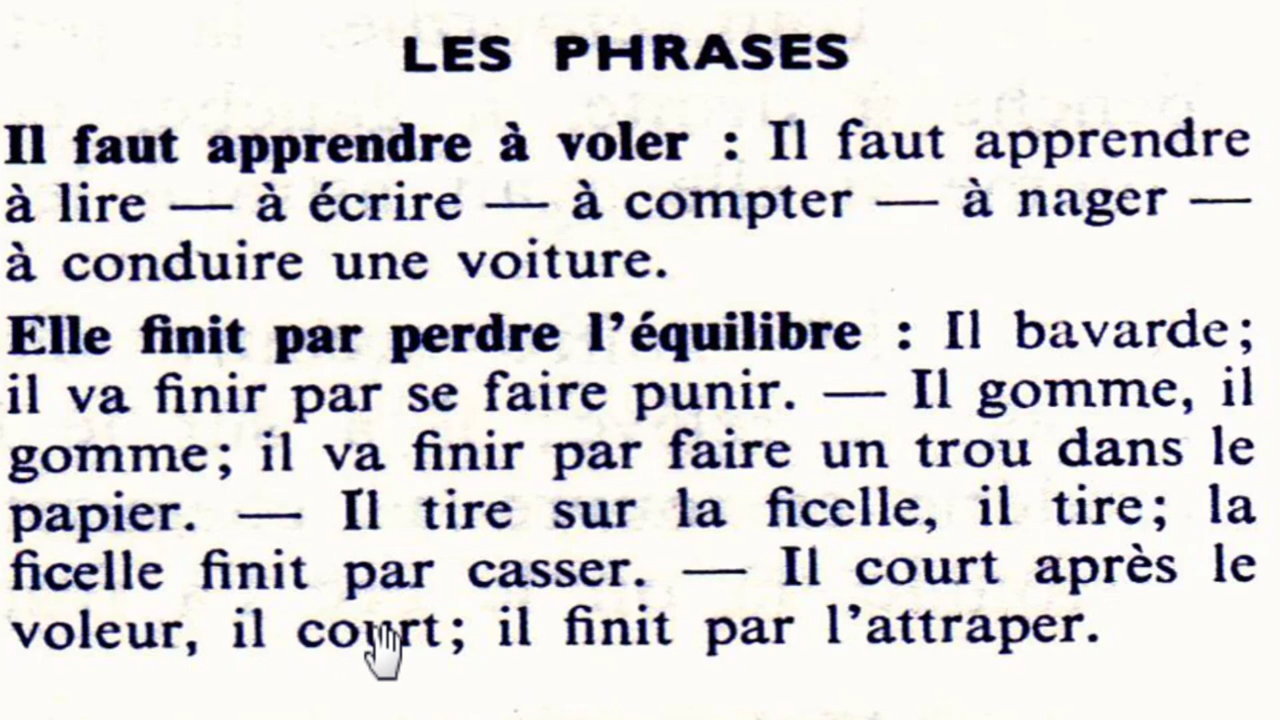 LES PHRASES
Il faut apprendre à voler : Il faut apprendre
à lire — à écrire — à compter — à nager —
à conduire une voiture.
Elle finit par perdre l'équilibre : Il bavarde;
il va finir par se faire punir. — Il gomme, il
gomme; il va finir par faire un trou dans le
papier. — Il tire sur la ficelle, il tire; la
ficelle finit par casser. — Il court après le
voleur, il court; il finit par l'attraper.